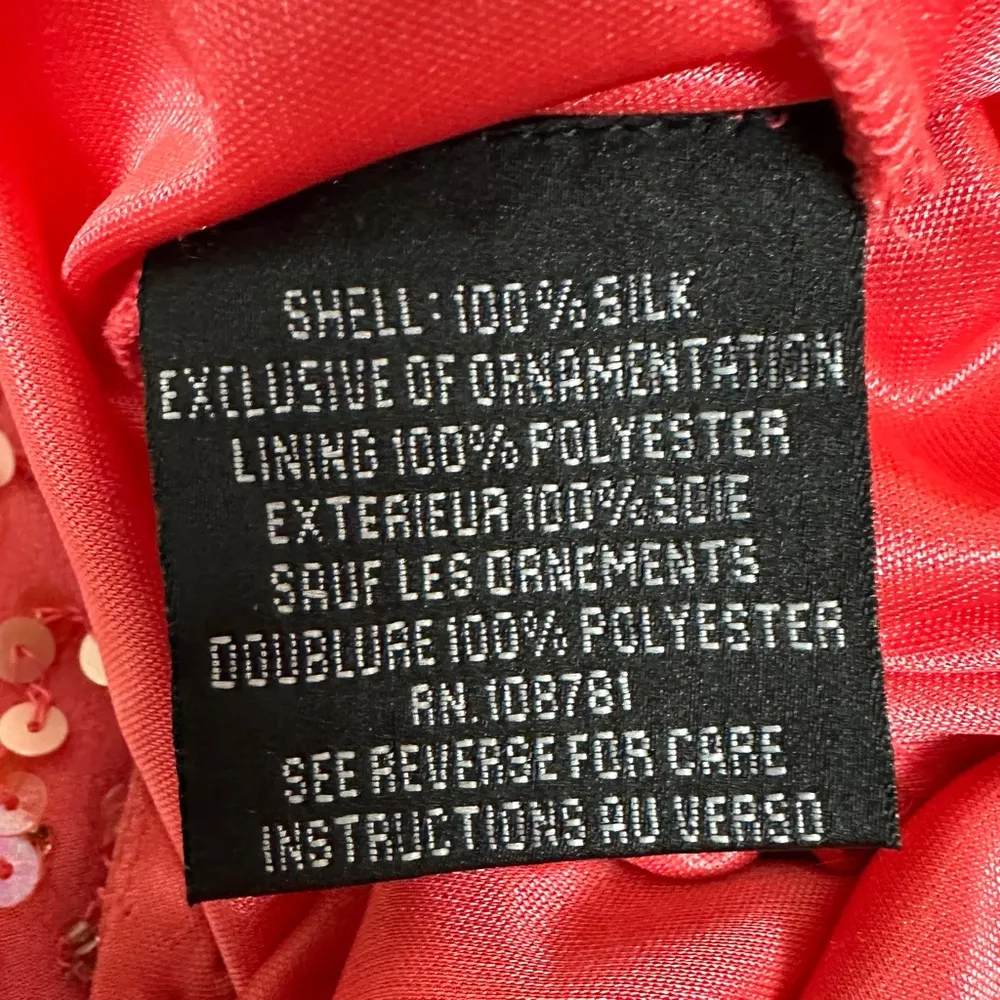 SHELL: 100% SILK
EXCLUSIVE OF ORNAMENTATION
LINING 100% POLYESTER
EXTERIEUR 100% SOIE
SAUF LES ORNEMENTS
DOUBLURE 100% POLYESTER
RN. 108781
SEE REVERSE FOR CARE
INSTRUCTIONS AU VERSO